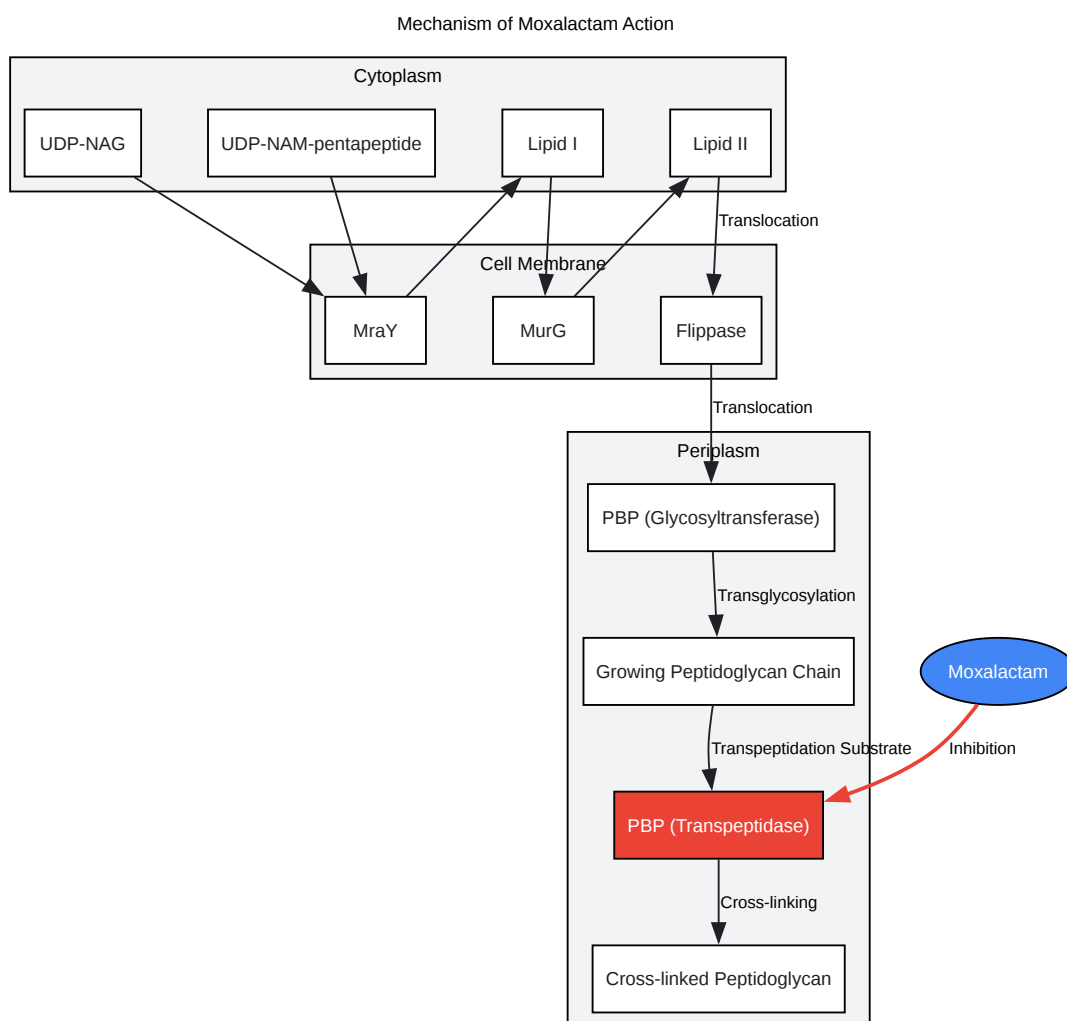 Mechanism of Moxalactam Action
Cytoplasm
UDP-NAG
UDP-NAM-pentapeptide
Lipid I
Lipid II
Translocation
Cell Membrane
MraY
MurG
Flippase
Translocation
Periplasm
PBP (Glycosyltransferase)
Transglycosylation
Growing Peptidoglycan Chain
Moxalactam
Transpeptidation Substrate
Inhibition
PBP (Transpeptidase)
Cross-linking
Cross-linked Peptidoglycan